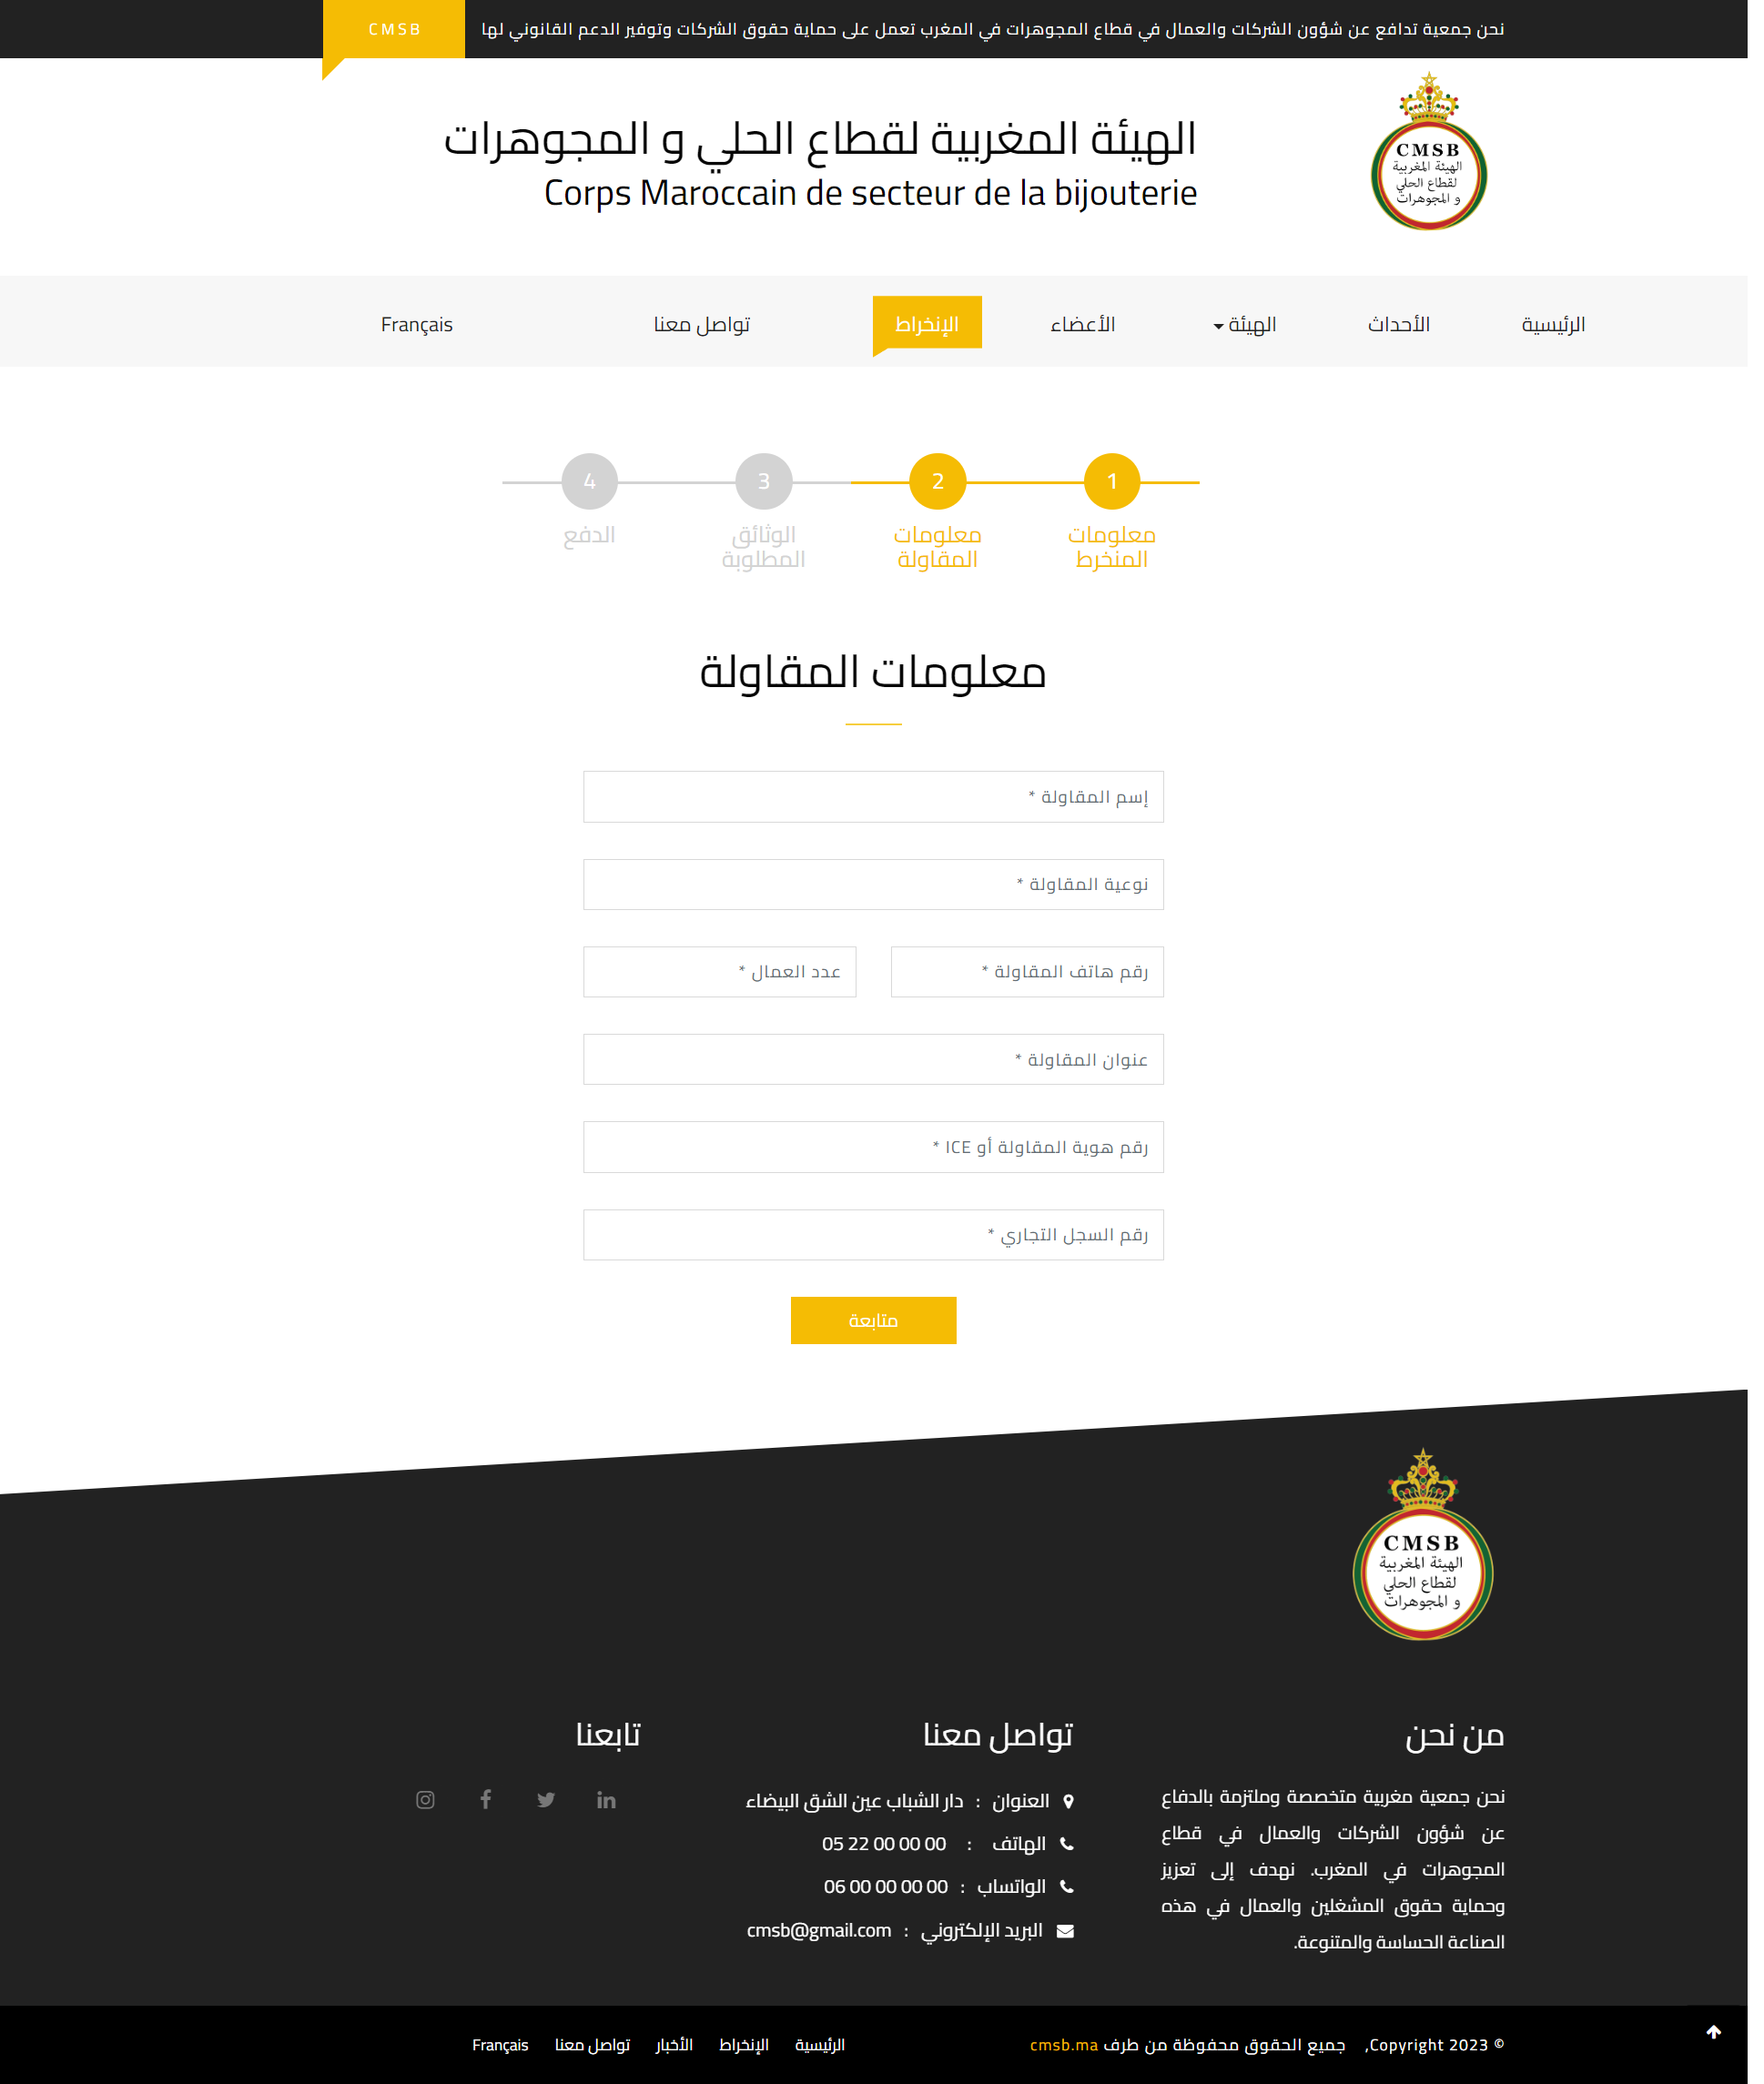 نحن جمعية تدافع عن شؤون الشركات والعمال في قطاع المجوهرات في المغرب تعمل على حماية حقوق الشركات وتوفير الدعم القانوني لها
CMSB
CMSB
الهيئة المغربية
لقطاع الحلي
و المجوهرات
الهيئة المغربية لقطاع الحلي و المجوهرات
Corps Maroccain de secteur de la bijouterie
الرئيسية
الأحداث
الهيئة
الأعضاء
الإنخراط
تواصل معنا
Français
1
معلومات
المنخرط
2
معلومات
المقاولة
3
الوثائق
المطلوبة
4
الدفع
معلومات المقاولة
إسم المقاولة *
نوعية المقاولة *
رقم هاتف المقاولة *
عدد العمال *
عنوان المقاولة *
رقم هوية المقاولة أو ICE *
رقم السجل التجاري *
متابعة
CMSB
الهيئة المغربية
لقطاع الحلي
و المجوهرات
من نحن
نحن جمعية مغربية متخصصة وملتزمة بالدفاع
عن شؤون الشركات والعمال في قطاع
المجوهرات في المغرب. نهدف إلى تعزيز
وحماية حقوق المشغلين والعمال في هذه
الصناعة الحساسة والمتنوعة.
تواصل معنا
العنوان : دار الشباب عين الشق البيضاء
الهاتف : 05 22 00 00 00
الواتساب : 06 00 00 00 00
البريد الإلكتروني : cmsb@gmail.com
تابعنا
© Copyright 2023, جميع الحقوق محفوظة من طرف cmsb.ma
الرئيسية
الإنخراط
الأخبار
تواصل معنا
Français